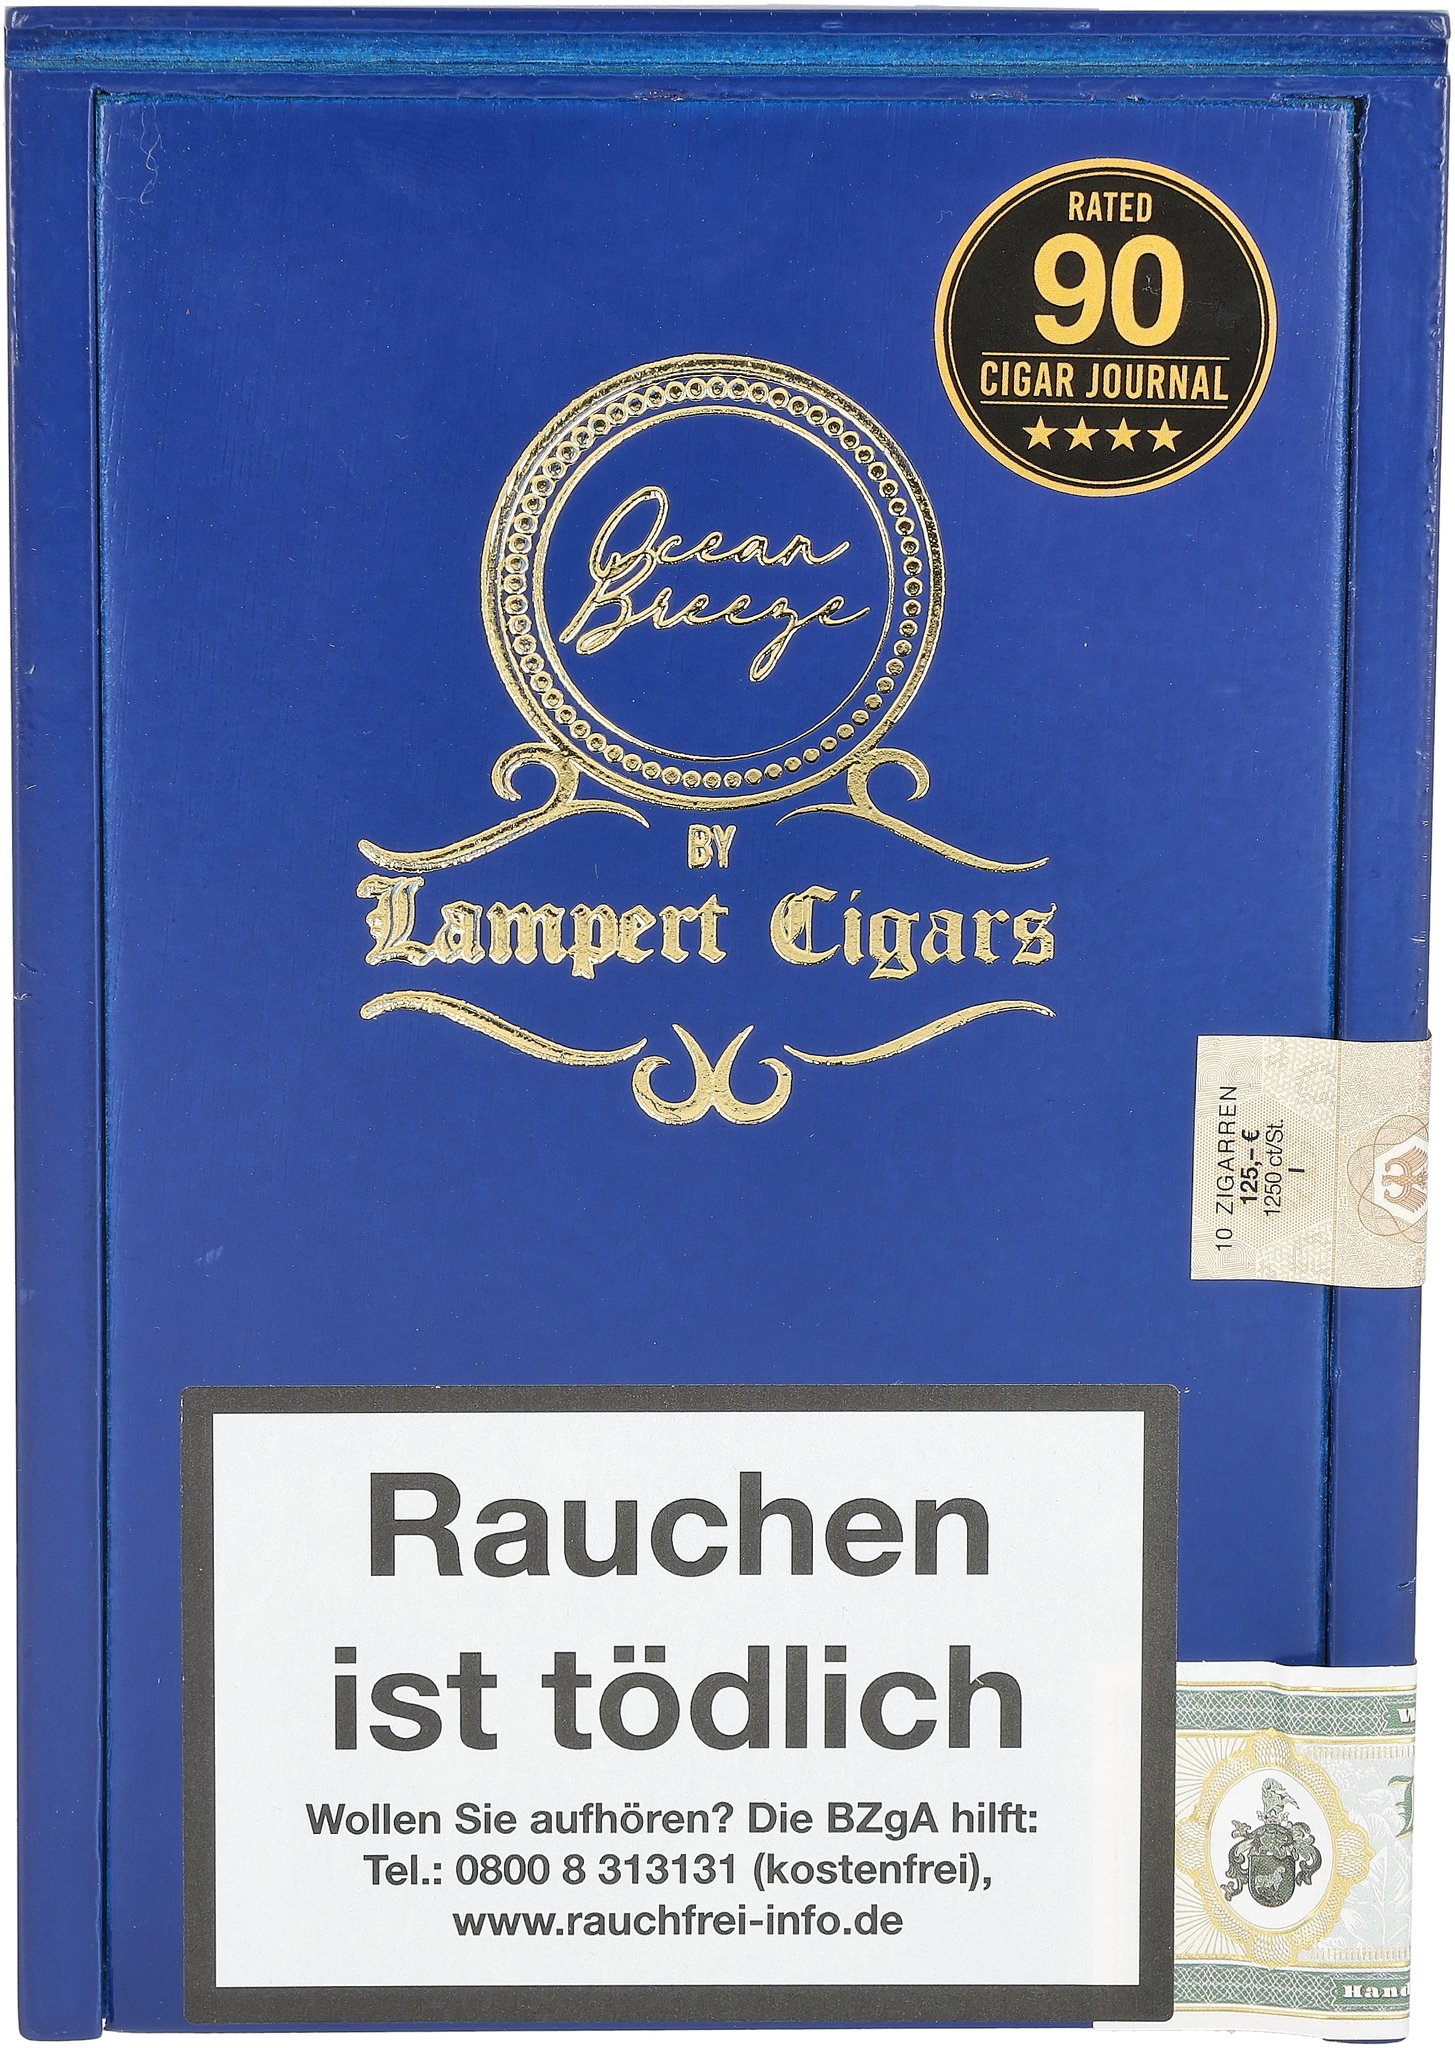 RATED
90
CIGAR JOURNAL
Ocean
Breeze
BY
Lampert Cigars
10 ZIGARREN
125,- €
1250 ct/St.
I
Rauchen
ist tödlich
Wollen Sie aufhören? Die BZgA hilft:
Tel.: 0800 8 313131 (kostenfrei),
www.rauchfrei-info.de